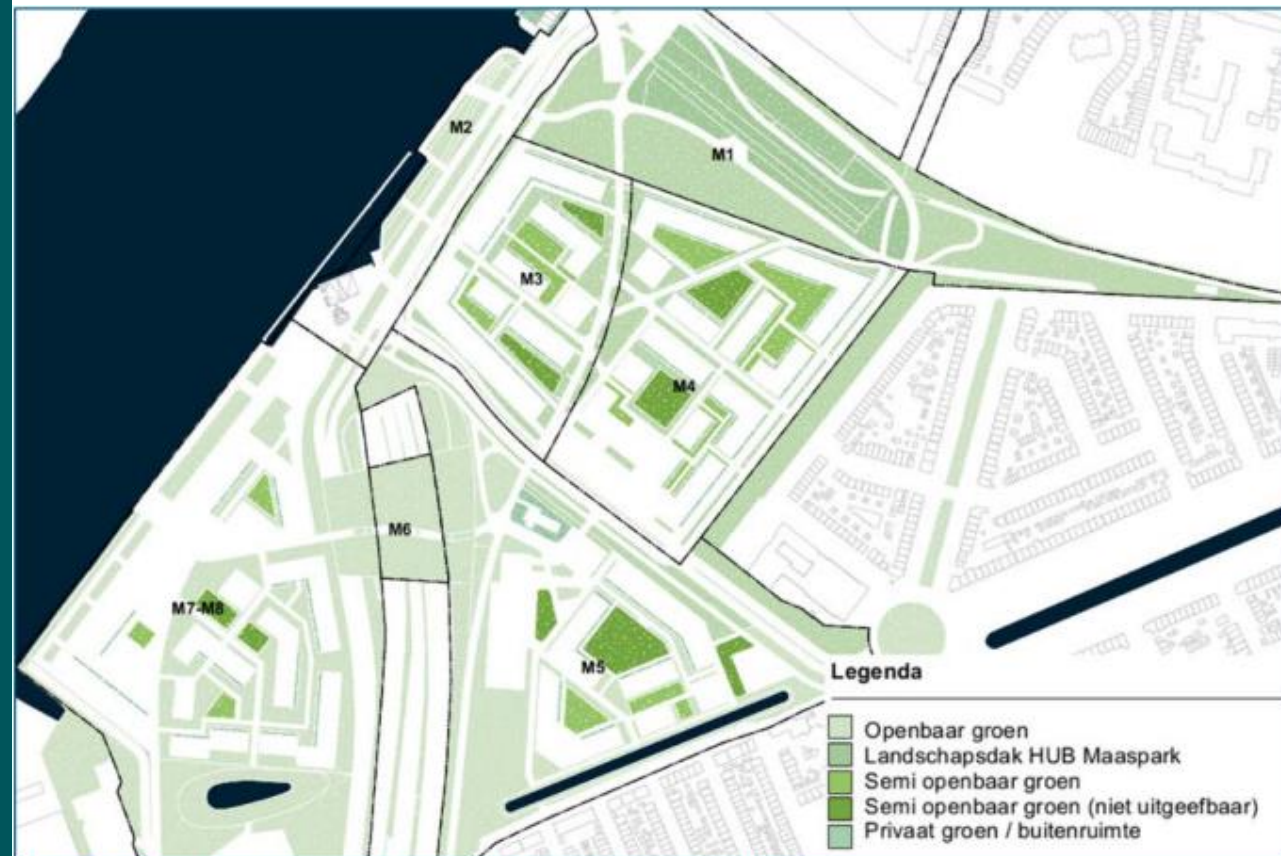 M2
M1
M3
M4
M6
M7-M8
M5
Legenda
Openbaar groen
Landschapsdak HUB Maaspark
Semi openbaar groen
Semi openbaar groen (niet uitgeefbaar)
Privaat groen / buitenruimte